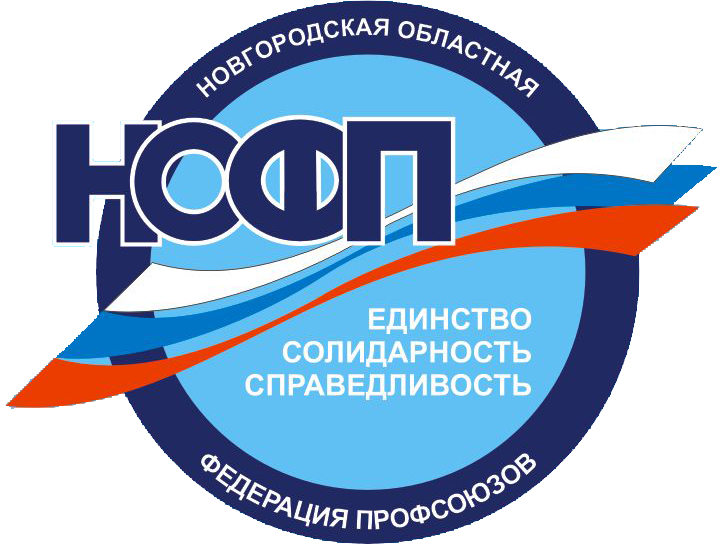 НОВГОРОДСКАЯ ОБЛАСТНАЯ
НОФП
ЕДИНСТВО
СОЛИДАРНОСТЬ
СПРАВЕДЛИВОСТЬ
ФЕДЕРАЦИЯ ПРОФСОЮЗОВ